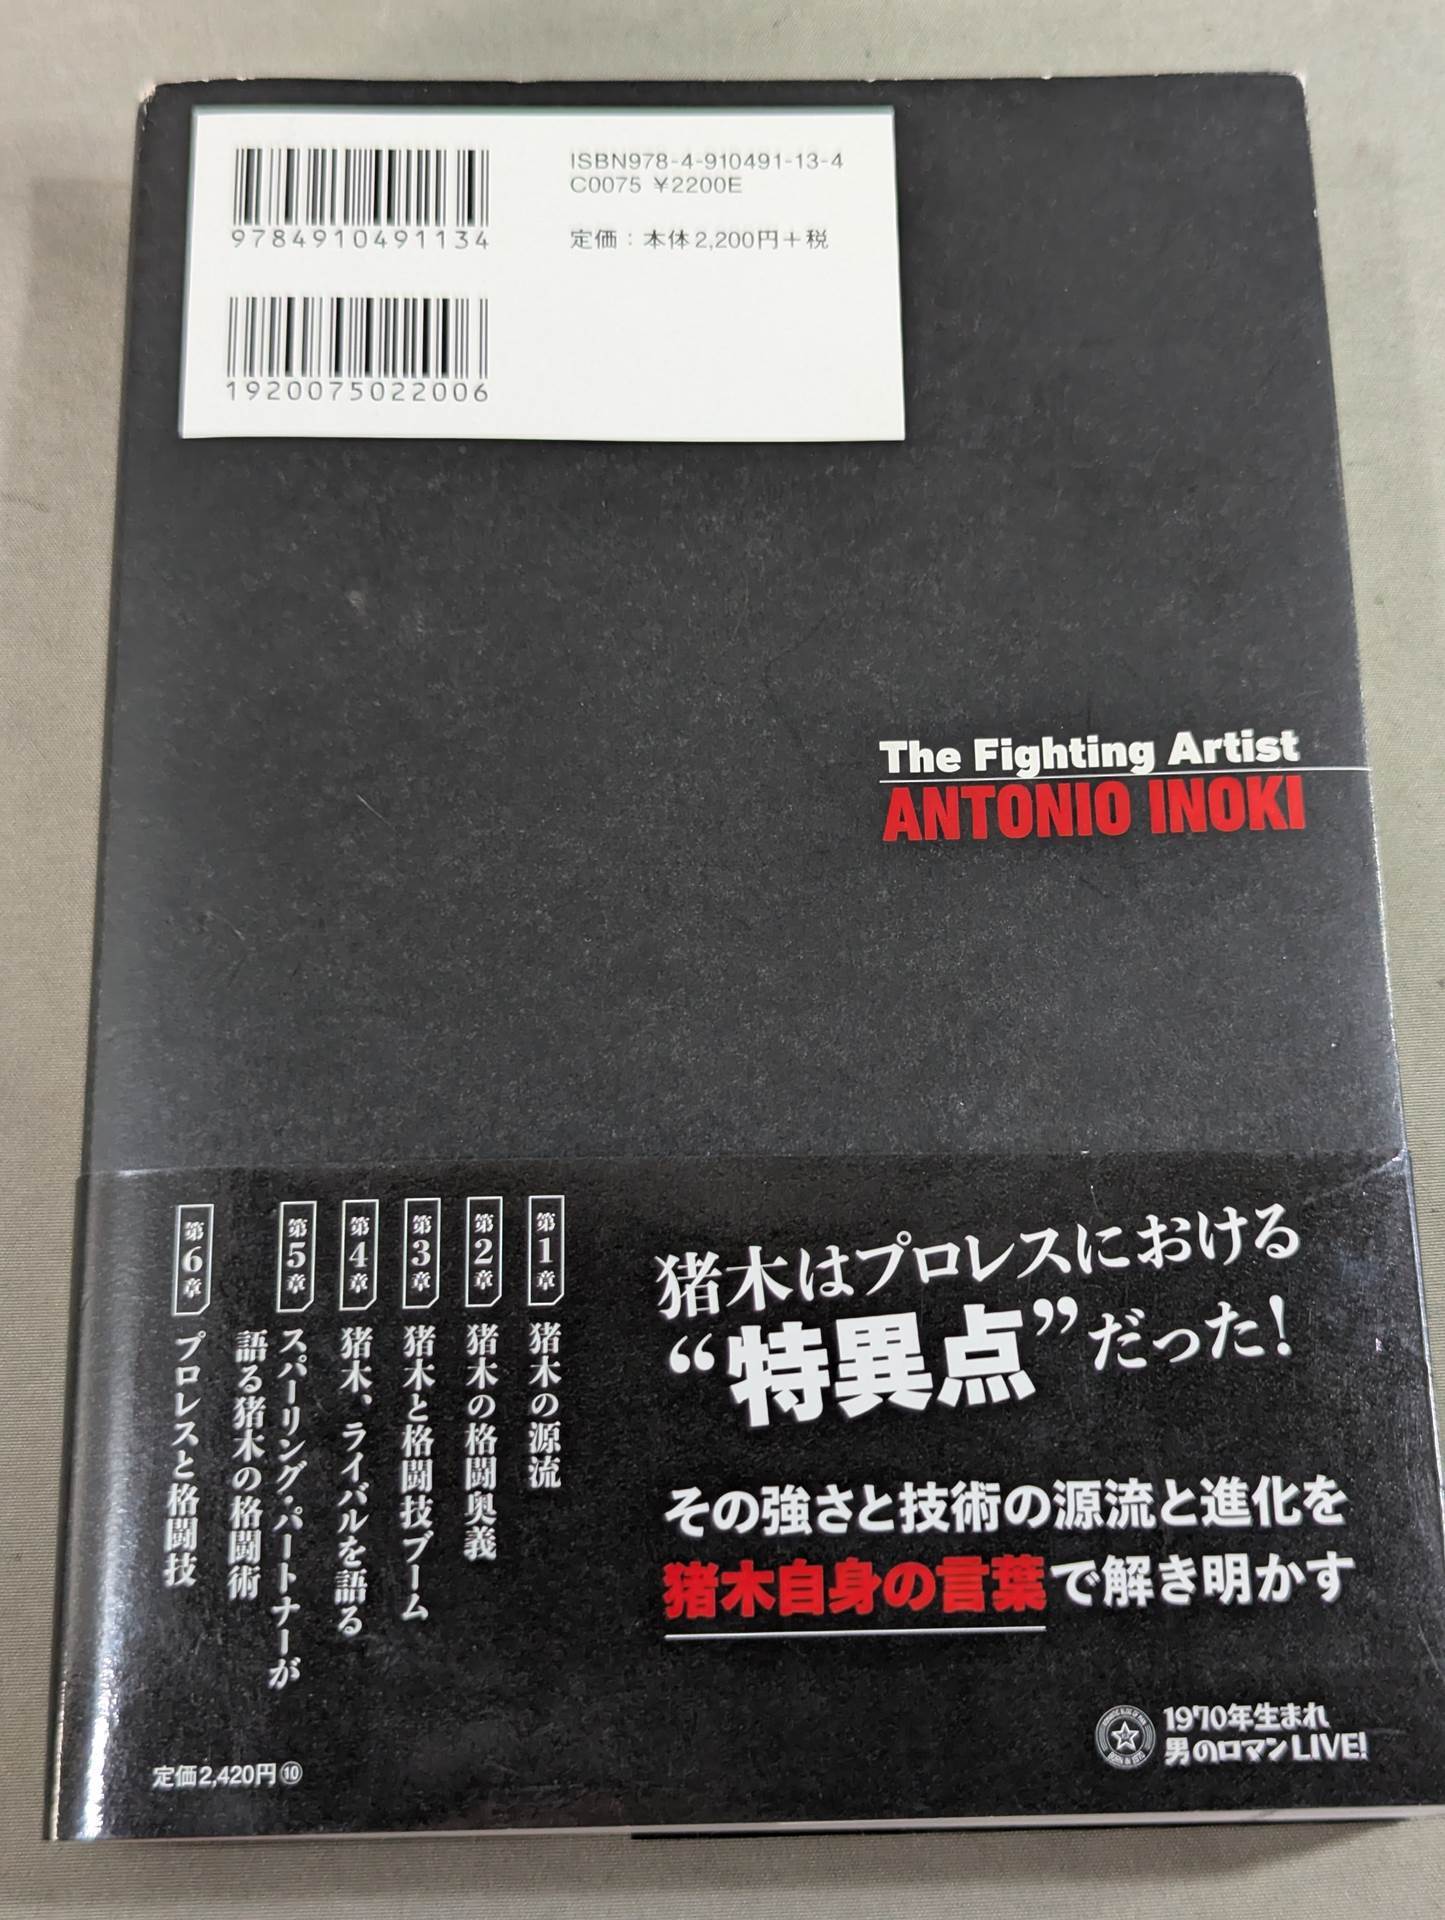 ISBN978-4-910491-13-4
C0075 ¥2200E
定価：本体2,200円＋税
9784910491134
1920075022006
The Fighting Artist
ANTONIO INOKI
猪木はプロレスにおける
“特異点”だった！
その強さと技術の源流と進化を
猪木自身の言葉で解き明かす
第1章 猪木の源流
第2章 猪木の格闘奥義
第3章 猪木と格闘技ブーム
第4章 猪木、ライバルを語る
第5章 スパーリング・パートナーが
語る猪木の格闘術
第6章 プロレスと格闘技
1970年生まれ
男のロマンLIVE!
定価2,420円⑩